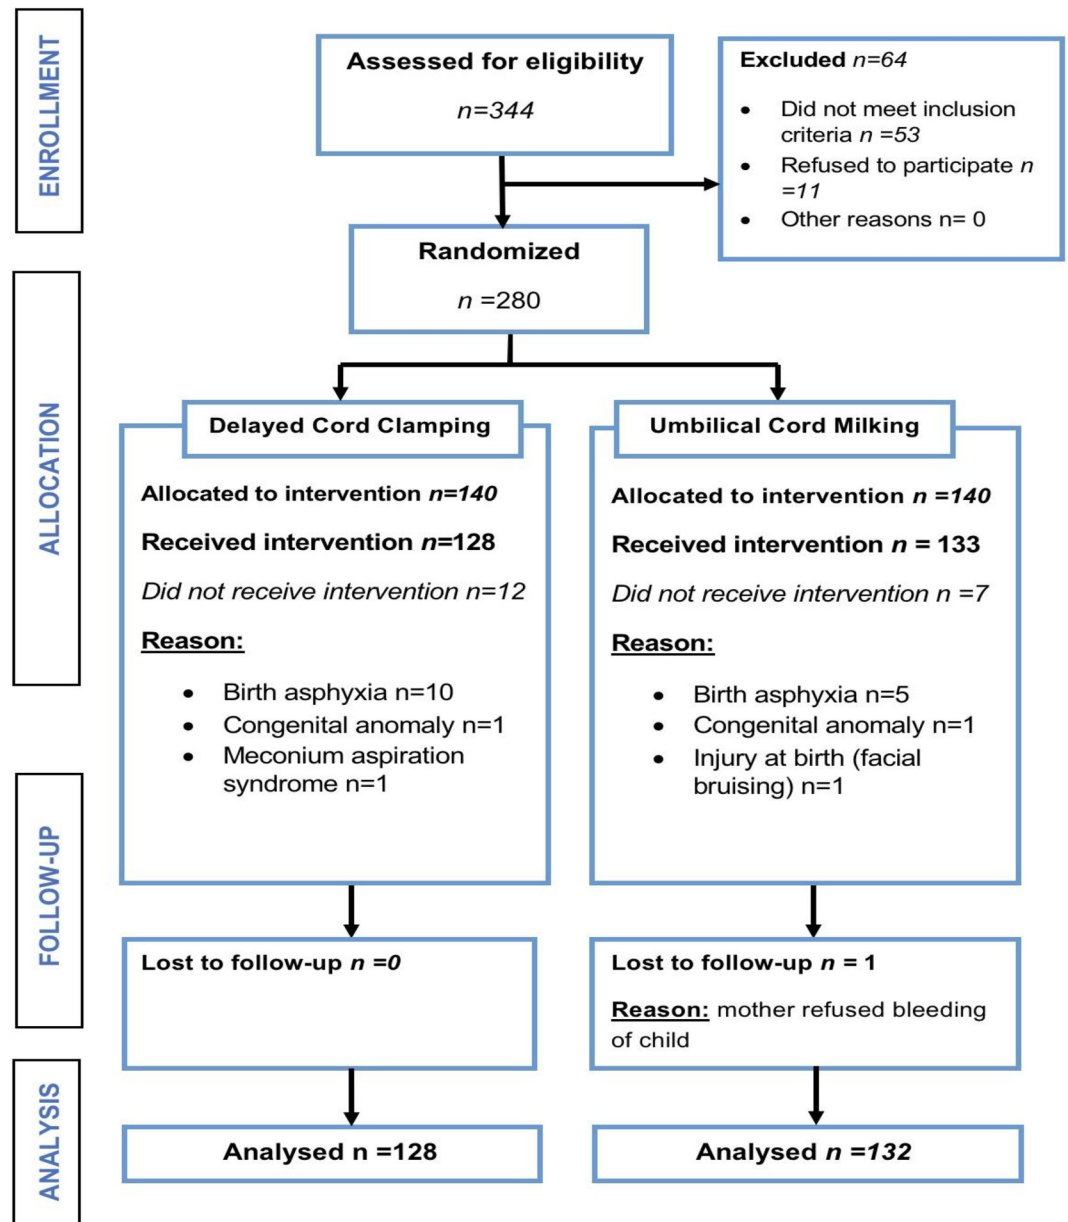 ENROLLMENT
Assessed for eligibility
n=344
Excluded n=64
• Did not meet inclusion
criteria n =53
• Refused to participate n
=11
• Other reasons n= 0
Randomized
n =280
ALLOCATION
Delayed Cord Clamping
Allocated to intervention n=140
Received intervention n=128
Did not receive intervention n=12
Reason:
• Birth asphyxia n=10
• Congenital anomaly n=1
• Meconium aspiration
syndrome n=1
Umbilical Cord Milking
Allocated to intervention n =140
Received intervention n = 133
Did not receive intervention n =7
Reason:
• Birth asphyxia n=5
• Congenital anomaly n=1
• Injury at birth (facial
bruising) n=1
FOLLOW-UP
Lost to follow-up n =0
Lost to follow-up n = 1
Reason: mother refused bleeding
of child
ANALYSIS
Analysed n =128
Analysed n =132